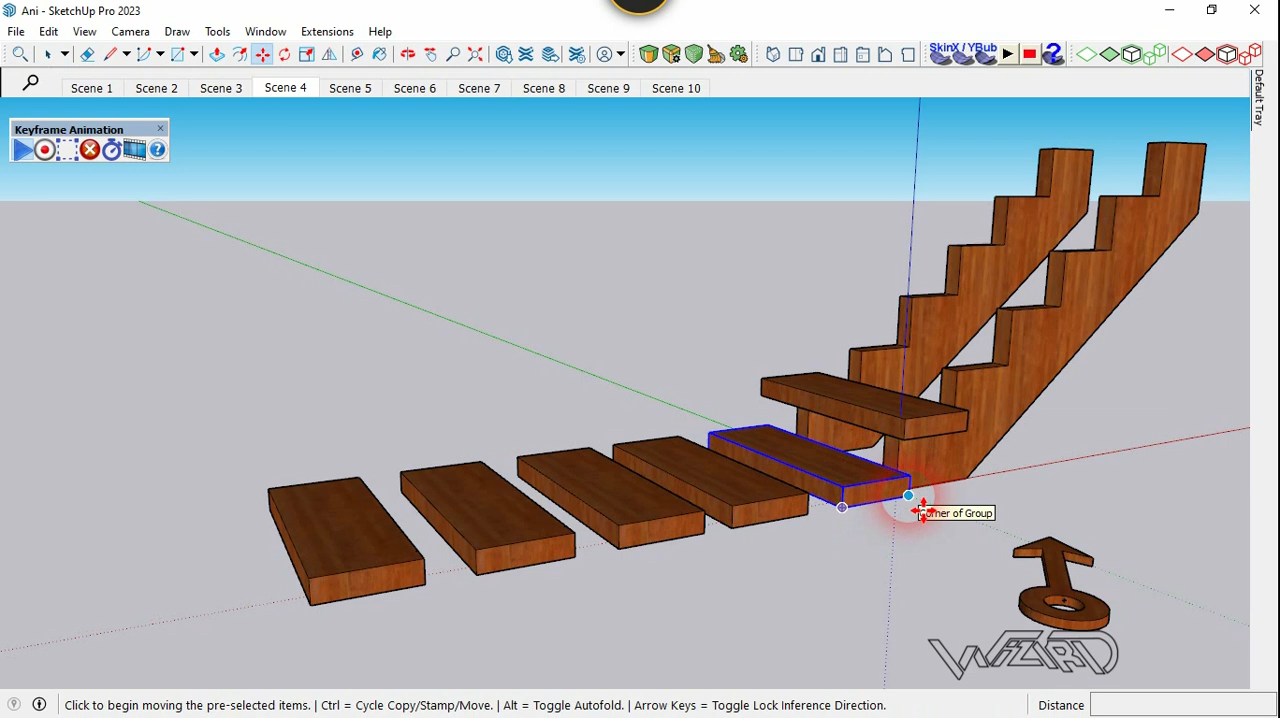 Ani - SketchUp Pro 2023
File Edit View Camera Draw Tools Window Extensions Help
SkinX / YBub
Scene 1 Scene 2 Scene 3 Scene 4 Scene 5 Scene 6 Scene 7 Scene 8 Scene 9 Scene 10
Default Tray
Keyframe Animation
Corner of Group
WIZARD
Click to begin moving the pre-selected items. | Ctrl = Cycle Copy/Stamp/Move. | Alt = Toggle Autofold. | Arrow Keys = Toggle Lock Inference Direction.
Distance